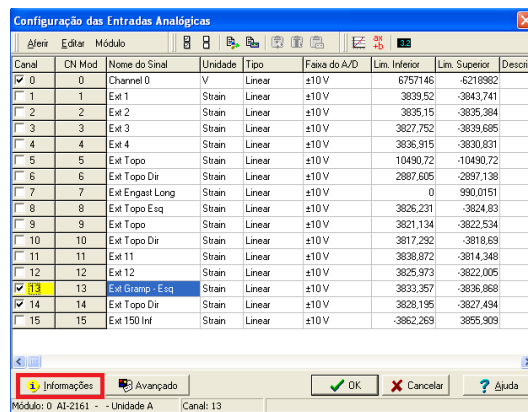 Configuração das Entradas Analógicas
Aferir Editar Módulo 3.2
Canal CN Mod Nome do Sinal Unidade Tipo Faixa do A/D Lim. Inferior Lim. Superior Descri
0 0 Channel 0 V Linear ±10 V 6757146 -6218982
1 1 Ext 1 Strain Linear ±10 V 3839,52 -3843,741
2 2 Ext 2 Strain Linear ±10 V 3835,15 -3835,384
3 3 Ext 3 Strain Linear ±10 V 3827,752 -3839,685
4 4 Ext 4 Strain Linear ±10 V 3836,915 -3830,831
5 5 Ext Topo Strain Linear ±10 V 10490,72 -10490,72
6 6 Ext Topo Dir Strain Linear ±10 V 2887,605 -2897,138
7 7 Ext Engast Long Strain Linear ±10 V 0 990,0151
8 8 Ext Topo Esq Strain Linear ±10 V 3826,231 -3824,83
9 9 Ext Topo Strain Linear ±10 V 3821,134 -3822,534
10 10 Ext Topo Dir Strain Linear ±10 V 3817,292 -3818,69
11 11 Ext 11 Strain Linear ±10 V 3838,872 -3814,348
12 12 Ext 12 Strain Linear ±10 V 3825,973 -3822,005
13 13 Ext Gramp - Esq Strain Linear ±10 V 3833,357 -3836,868
14 14 Ext Topo Dir Strain Linear ±10 V 3828,195 -3827,494
15 15 Ext 150 Inf Strain Linear ±10 V -3862,269 3855,909
Informações Avançado OK Cancelar Ajuda
Módulo: 0 AI-2161 - - Unidade A Canal: 13